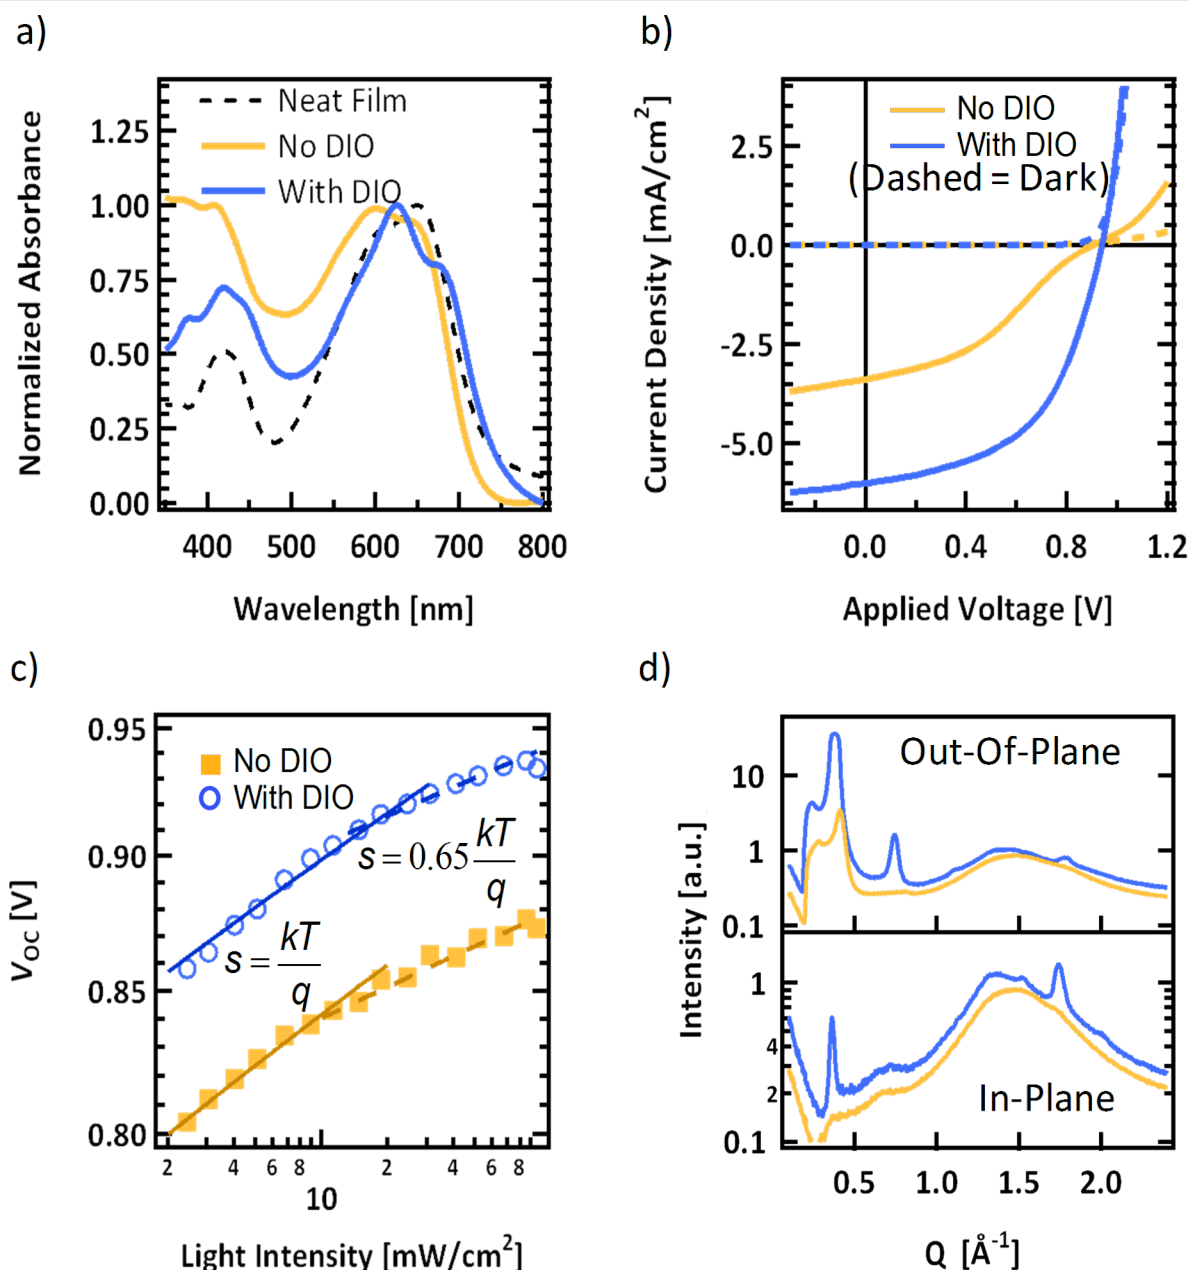 a)
Normalized Absorbance
1.25
1.00
0.75
0.50
0.25
0.00
Neat Film
No DIO
With DIO
400 500 600 700 800
Wavelength [nm]
b)
Current Density [mA/cm²]
2.5
0.0
-2.5
-5.0
No DIO
With DIO
(Dashed = Dark)
0.0 0.4 0.8 1.2
Applied Voltage [V]
c)
V_OC [V]
0.95
0.90
0.85
0.80
No DIO
With DIO
s = 0.65 kT/q
s = kT/q
2 4 6 8 2 4 6 8
10
Light Intensity [mW/cm²]
d)
Intensity [a.u.]
10
1
0.1
Out-Of-Plane
1
4
2
0.1
In-Plane
0.5 1.0 1.5 2.0
Q [Å⁻¹]